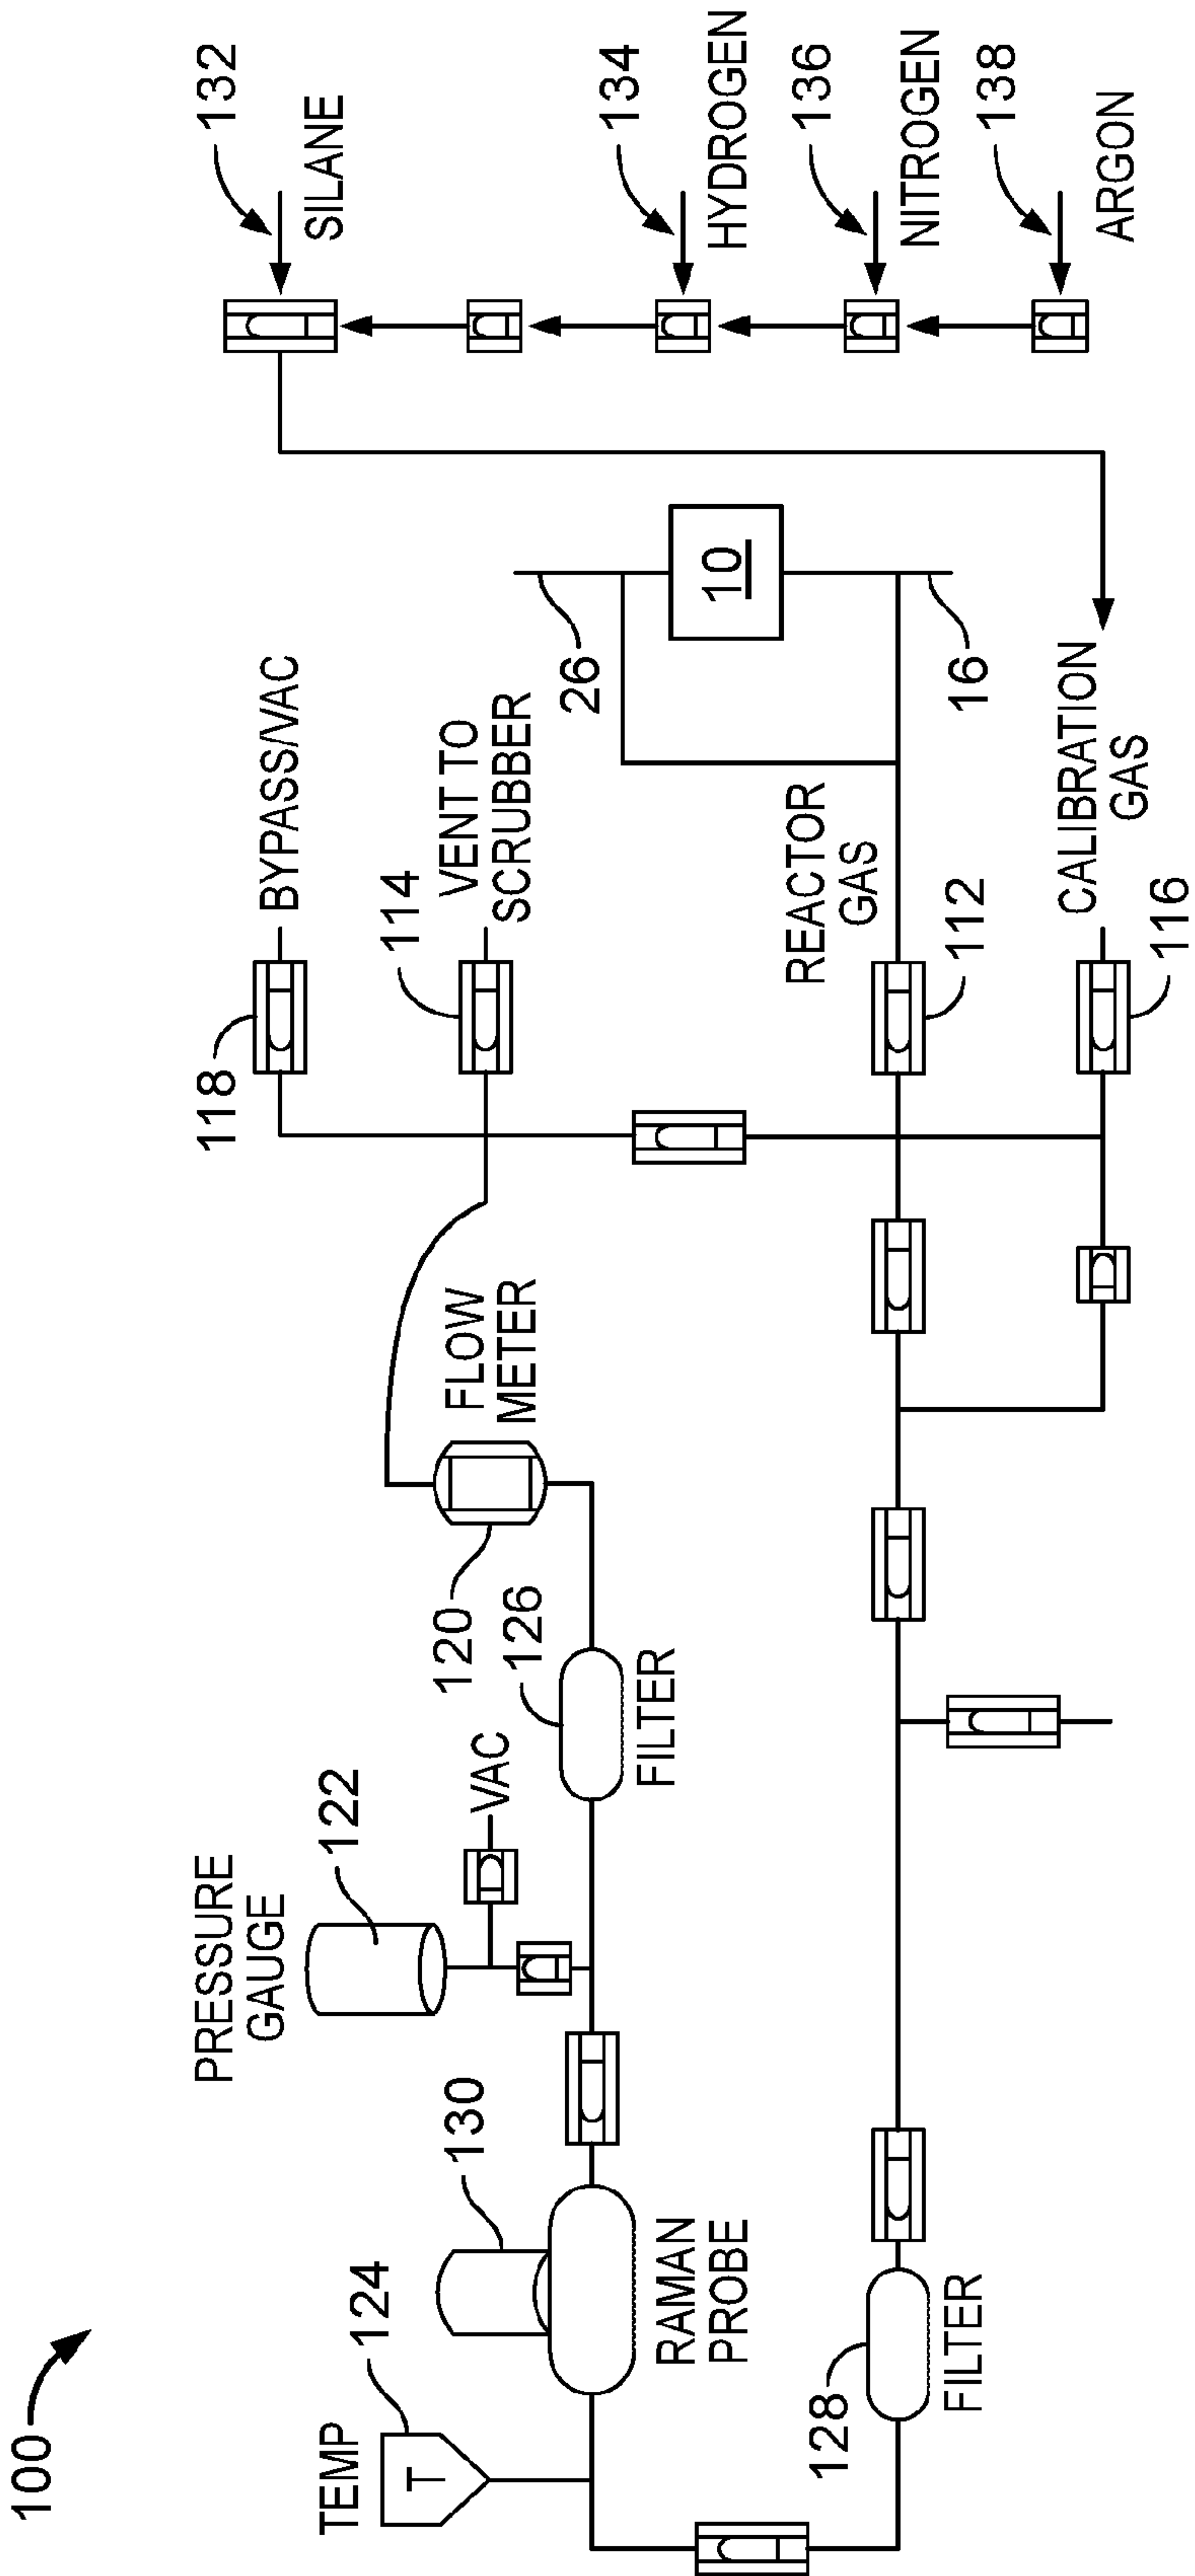 100
TEMP
124
PRESSURE
GAUGE
122
130
RAMAN
PROBE
VAC
126
FILTER
120
FLOW
METER
118
BYPASS/VAC
114
VENT TO
SCRUBBER
132
SILANE
134
HYDROGEN
136
NITROGEN
138
ARGON
26
10
16
REACTOR
GAS
112
CALIBRATION
GAS
116
128
FILTER
T